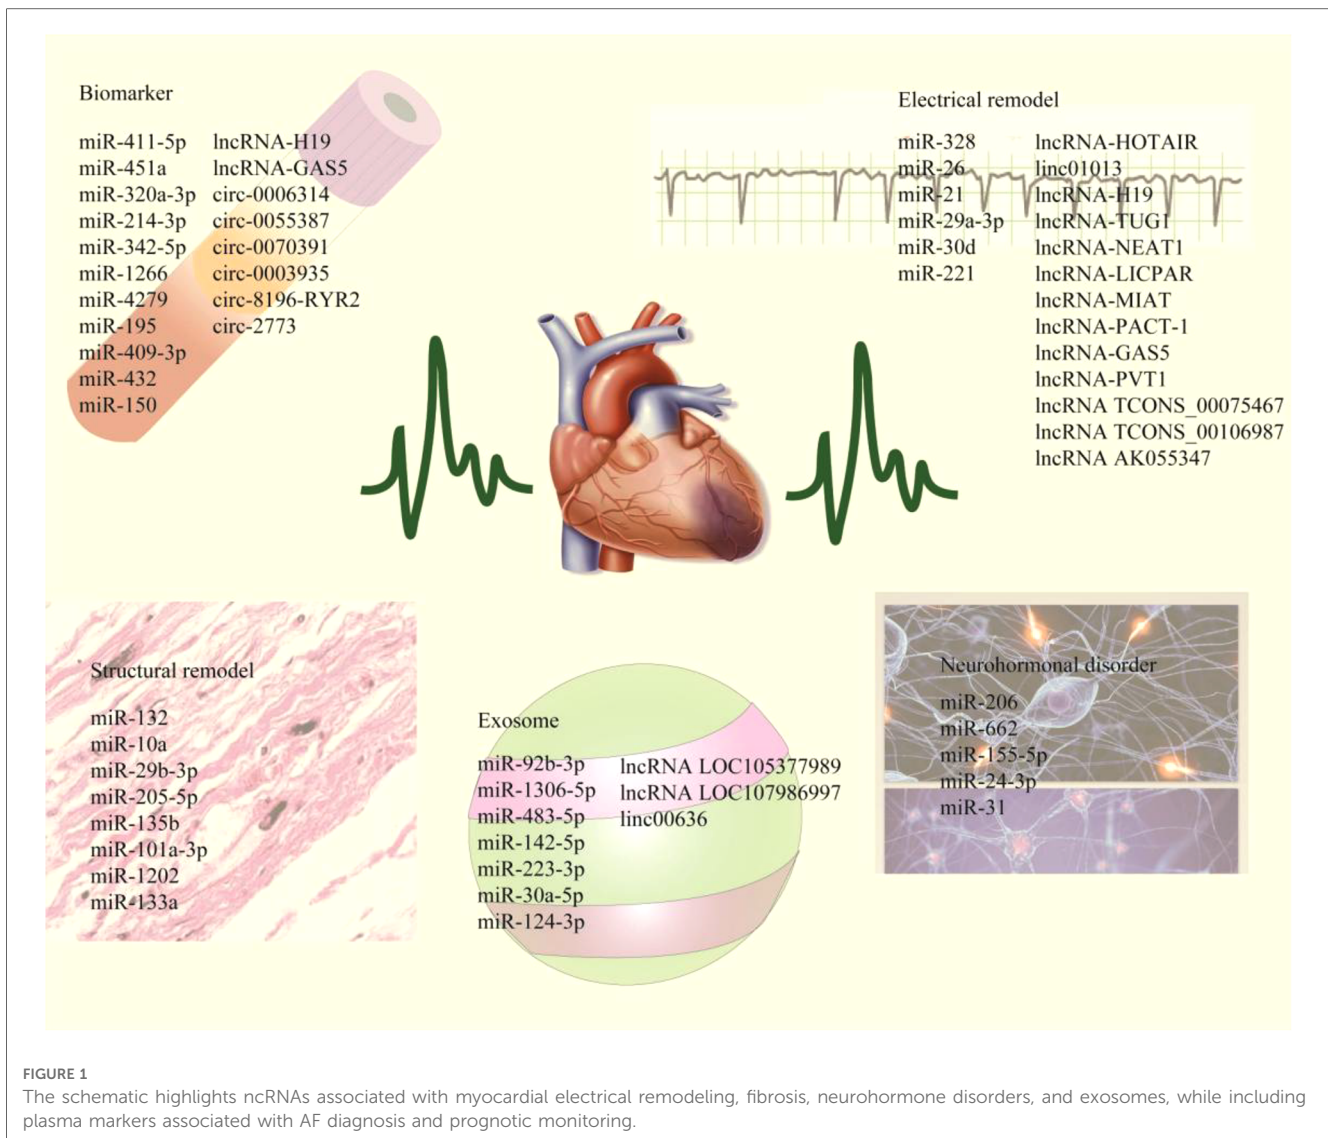 Biomarker
miR-411-5p
miR-451a
miR-320a-3p
miR-214-3p
miR-342-5p
miR-1266
miR-4279
miR-195
miR-409-3p
miR-432
miR-150
lncRNA-H19
lncRNA-GAS5
circ-0006314
circ-0055387
circ-0070391
circ-0003935
circ-8196-RYR2
circ-2773
Electrical remodel
miR-328
miR-26
miR-21
miR-29a-3p
miR-30d
miR-221
lncRNA-HOTAIR
linc01013
lncRNA-H19
lncRNA-TUG1
lncRNA-NEAT1
lncRNA-LICPAR
lncRNA-MIAT
lncRNA-PACT-1
lncRNA-GAS5
lncRNA-PVT1
lncRNA TCONS_00075467
lncRNA TCONS_00106987
lncRNA AK055347
Structural remodel
miR-132
miR-10a
miR-29b-3p
miR-205-5p
miR-135b
miR-101a-3p
miR-1202
miR-133a
Exosome
miR-92b-3p
miR-1306-5p
miR-483-5p
miR-142-5p
miR-223-3p
miR-30a-5p
miR-124-3p
lncRNA LOC105377989
lncRNA LOC107986997
linc00636
Neurohormonal disorder
miR-206
miR-662
miR-155-5p
miR-24-3p
miR-31
FIGURE 1
The schematic highlights ncRNAs associated with myocardial electrical remodeling, fibrosis, neurohormone disorders, and exosomes, while including
plasma markers associated with AF diagnosis and prognotic monitoring.